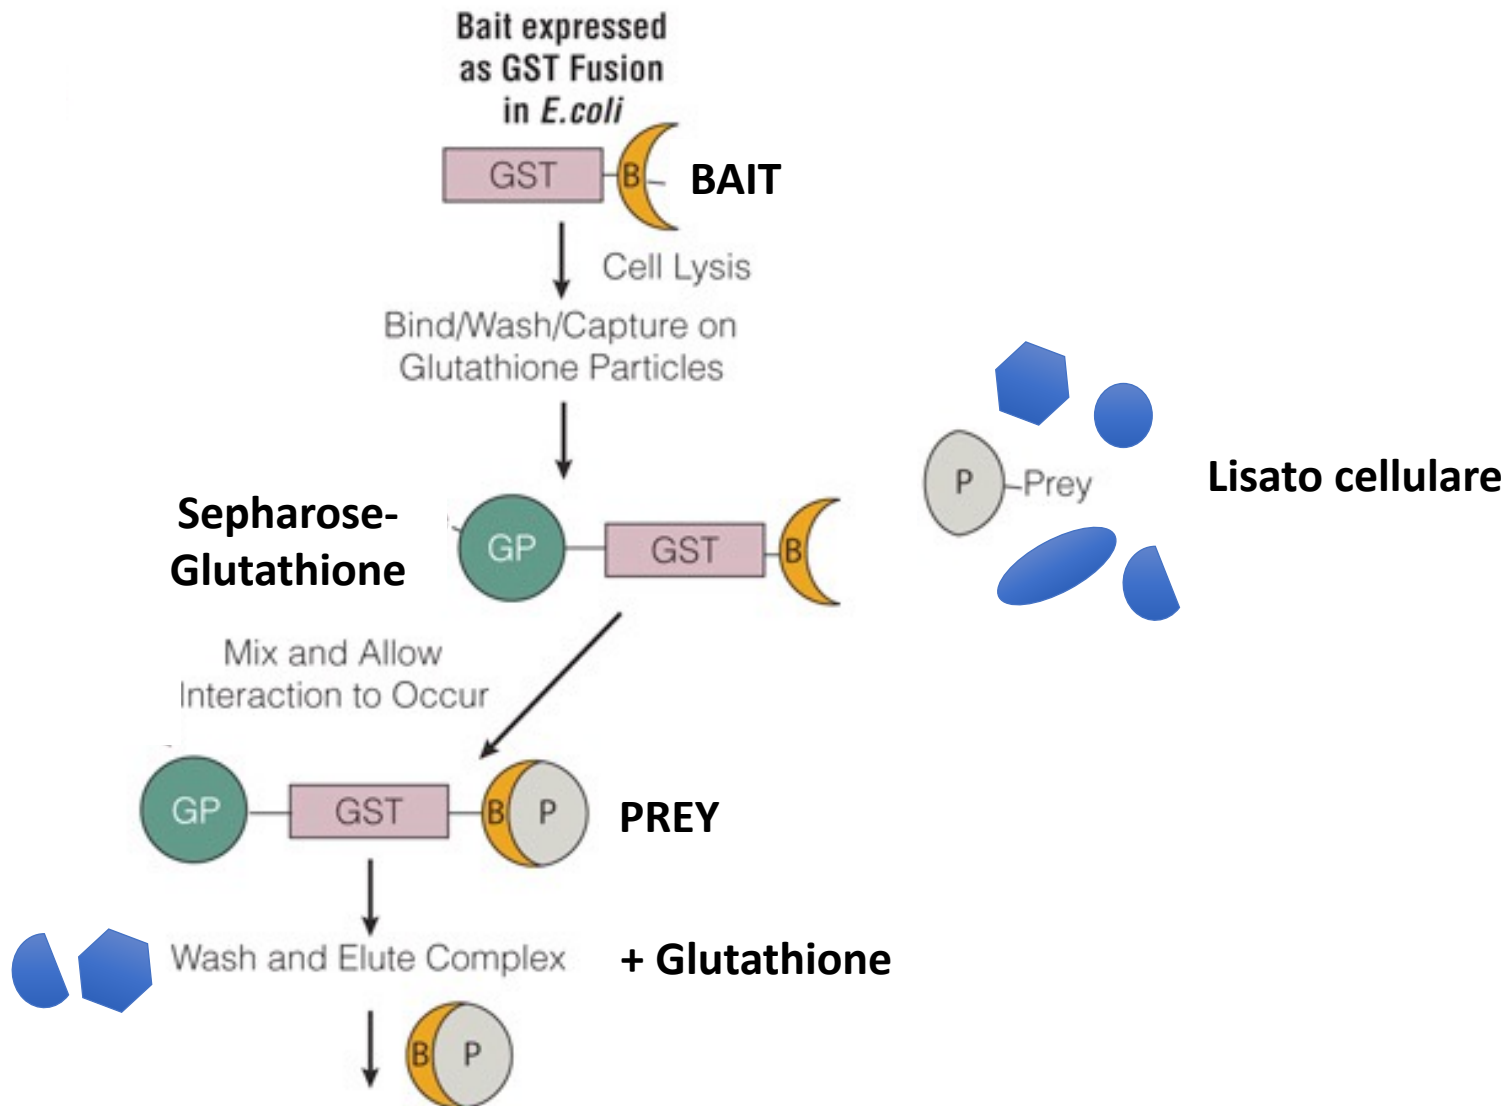 Bait expressed
as GST Fusion
in E.coli
GST
B
BAIT
Cell Lysis
Bind/Wash/Capture on
Glutathione Particles
P
Prey
Lisato cellulare
Sepharose-
Glutathione
GP
GST
B
Mix and Allow
Interaction to Occur
GP
GST
B
P
PREY
Wash and Elute Complex
+ Glutathione
B
P